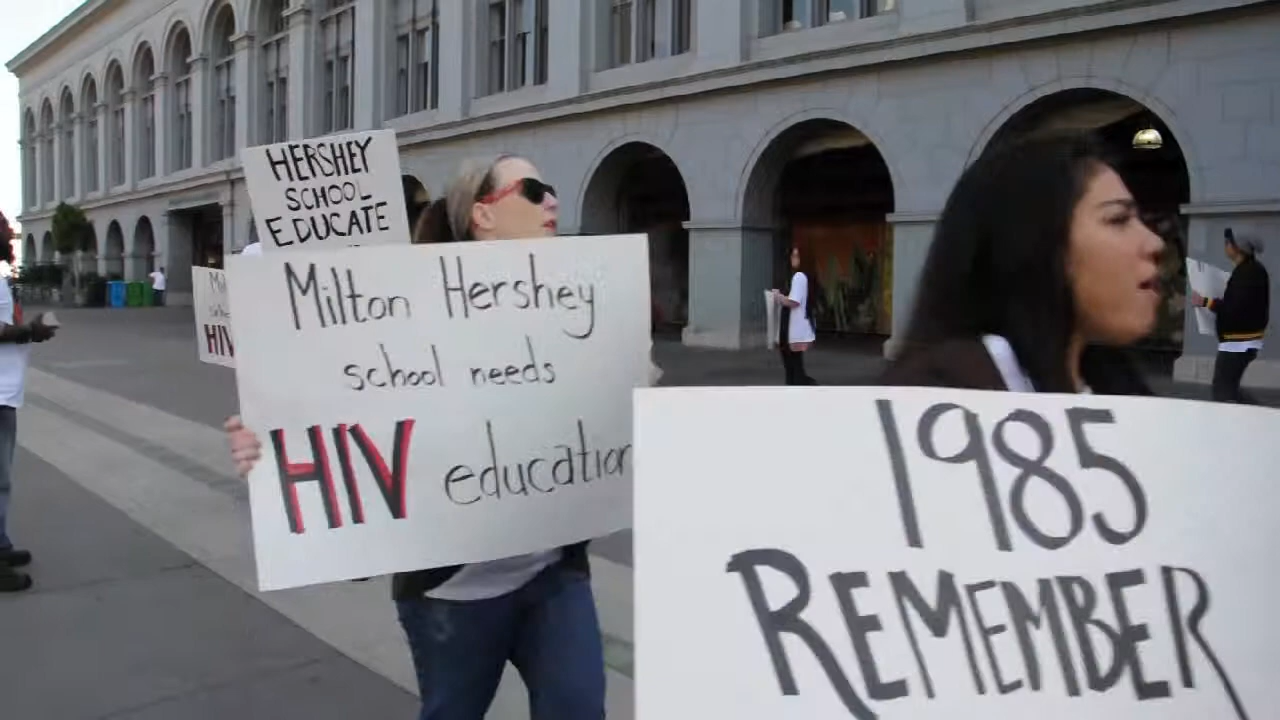 HERSHEY
SCHOOL
EDUCATE
Milton Hershey
school needs
HIV education
HIV
1985
REMEMBER